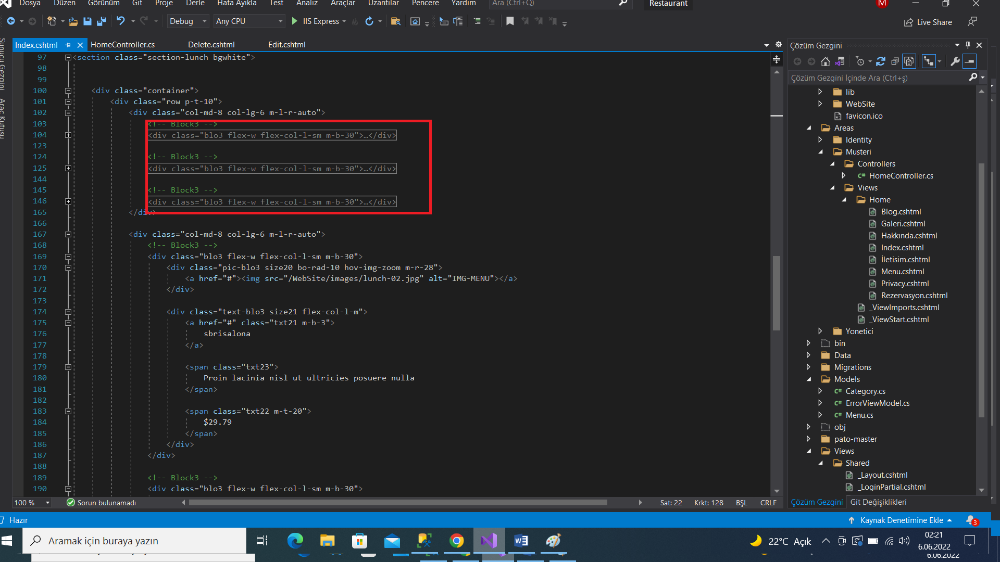 Dosya Düzen Görünüm Git Proje Derle Hata Ayıkla Test Analiz Araçlar Uzantılar Pencere Yardım Ara (Ctrl+Q) Restaurant M
Debug Any CPU IIS Express Live Share
Sunucu Gezgini Araç Kutusu
Index.cshtml HomeController.cs Delete.cshtml Edit.cshtml
97 <section class="section-lunch bgwhite">
98
99
100 <div class="container">
101 <div class="row p-t-10">
102 <div class="col-md-8 col-lg-6 m-l-r-auto">
103 <!-- Block3 -->
104 <div class="blo3 flex-w flex-col-l-sm m-b-30">…</div>
123
124 <!-- Block3 -->
125 <div class="blo3 flex-w flex-col-l-sm m-b-30">…</div>
144
145 <!-- Block3 -->
146 <div class="blo3 flex-w flex-col-l-sm m-b-30">…</div>
165 </div>
166
167 <div class="col-md-8 col-lg-6 m-l-r-auto">
168 <!-- Block3 -->
169 <div class="blo3 flex-w flex-col-l-sm m-b-30">
170 <div class="pic-blo3 size20 bo-rad-10 hov-img-zoom m-r-28">
171 <a href="#"><img src="/WebSite/images/lunch-02.jpg" alt="IMG-MENU"></a>
172 </div>
173
174 <div class="text-blo3 size21 flex-col-l-m">
175 <a href="#" class="txt21 m-b-3">
176 sbrisalona
177 </a>
178
179 <span class="txt23">
180 Proin lacinia nisl ut ultricies posuere nulla
181 </span>
182
183 <span class="txt22 m-t-20">
184 $29.79
185 </span>
186 </div>
187 </div>
188
189 <!-- Block3 -->
190 <div class="blo3 flex-w flex-col-l-sm m-b-30">
100 % Sorun bulunamadı Sat: 22 Krkt: 128 BŞL CRLF
Çözüm Gezgini
Çözüm Gezgini İçinde Ara (Ctrl+ş)
lib
WebSite
favicon.ico
Areas
Identity
Musteri
Controllers
C# HomeController.cs
Views
Home
Blog.cshtml
Galeri.cshtml
Hakkında.cshtml
Index.cshtml
İletisim.cshtml
Menu.cshtml
Privacy.cshtml
Rezervasyon.cshtml
_ViewImports.cshtml
_ViewStart.cshtml
Yonetici
bin
Data
Migrations
Models
C# Category.cs
C# ErrorViewModel.cs
C# Menu.cs
obj
pato-master
Views
Shared
_Layout.cshtml
_LoginPartial.cshtml
Çözüm Gezgini Git Değişiklikleri
Hazır Kaynak Denetimine Ekle 3
Aramak için buraya yazın 22°C Açık 02:21
6.06.2022
6.06.2022